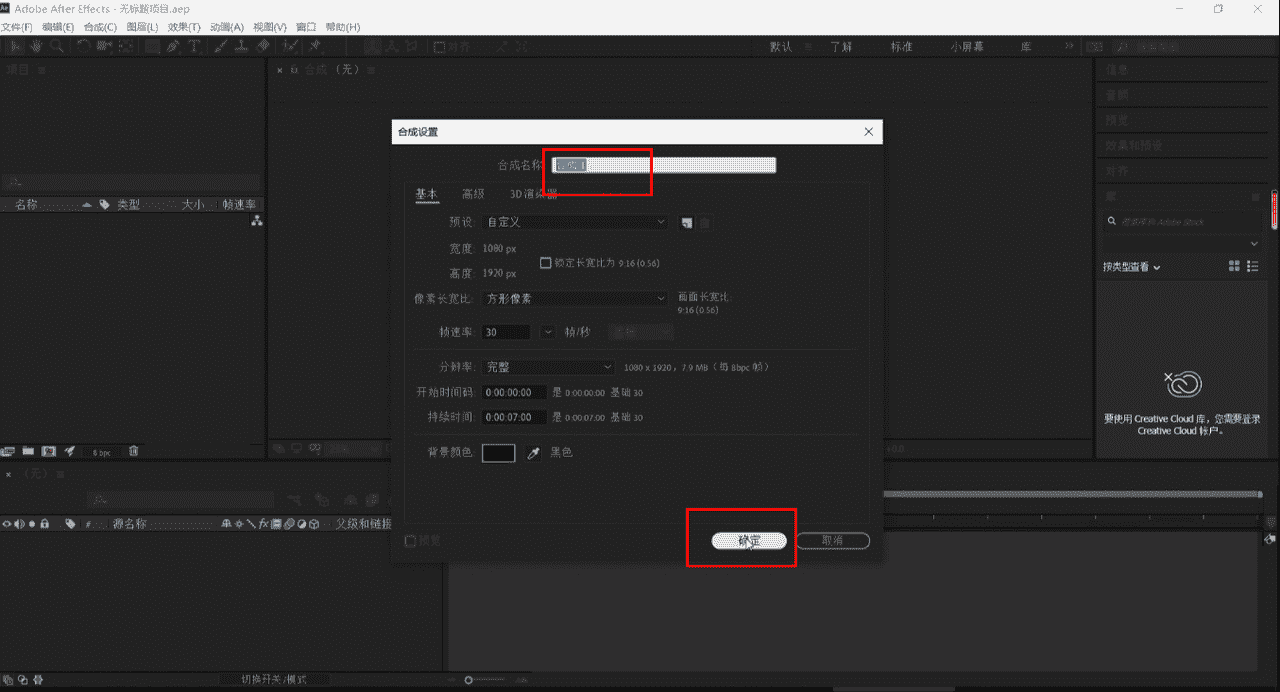 Adobe After Effects - 无标题项目.aep
文件(F) 编辑(E) 合成(C) 图层(L) 效果(T) 动画(A) 视图(V) 窗口 帮助(H)
对齐 默认 了解 标准 小屏幕 库
项目
合成 (无)
信息
音频
预览
效果和预设
对齐
库
合成设置
合成名称
合成 1
基本 高级 3D渲染器
预设: 自定义
宽度: 1080 px
锁定长宽比为 9:16 (0.56)
高度: 1920 px
像素长宽比: 方形像素
画面长宽比:
9:16 (0.56)
帧速率: 30 帧/秒
分辨率: 完整 1080 x 1920，7.9 MB（每 8bpc 帧）
开始时间码: 0:00:00:00 是 0:00:00:00 基础 30
持续时间: 0:00:07:00 是 0:00:07:00 基础 30
背景颜色: 黑色
预览
确定 取消
名称 类型 大小 帧速率
按类型查看
要使用 Creative Cloud 库，您需要登录
Creative Cloud 帐户。
8 bpc
(无)
# 源名称 fx 父级和链接
切换开关/模式